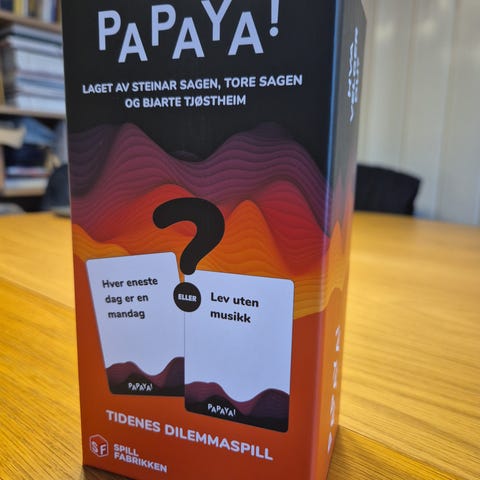 PAPAYA!
LAGET AV STEINAR SAGEN, TORE SAGEN
OG BJARTE TJØSTHEIM
?
Hver eneste
dag er en
mandag
ELLER
Lev uten
musikk
PAPAYA!
PAPAYA!
TIDENES DILEMMASPILL
SF
SPILL
FABRIKKEN